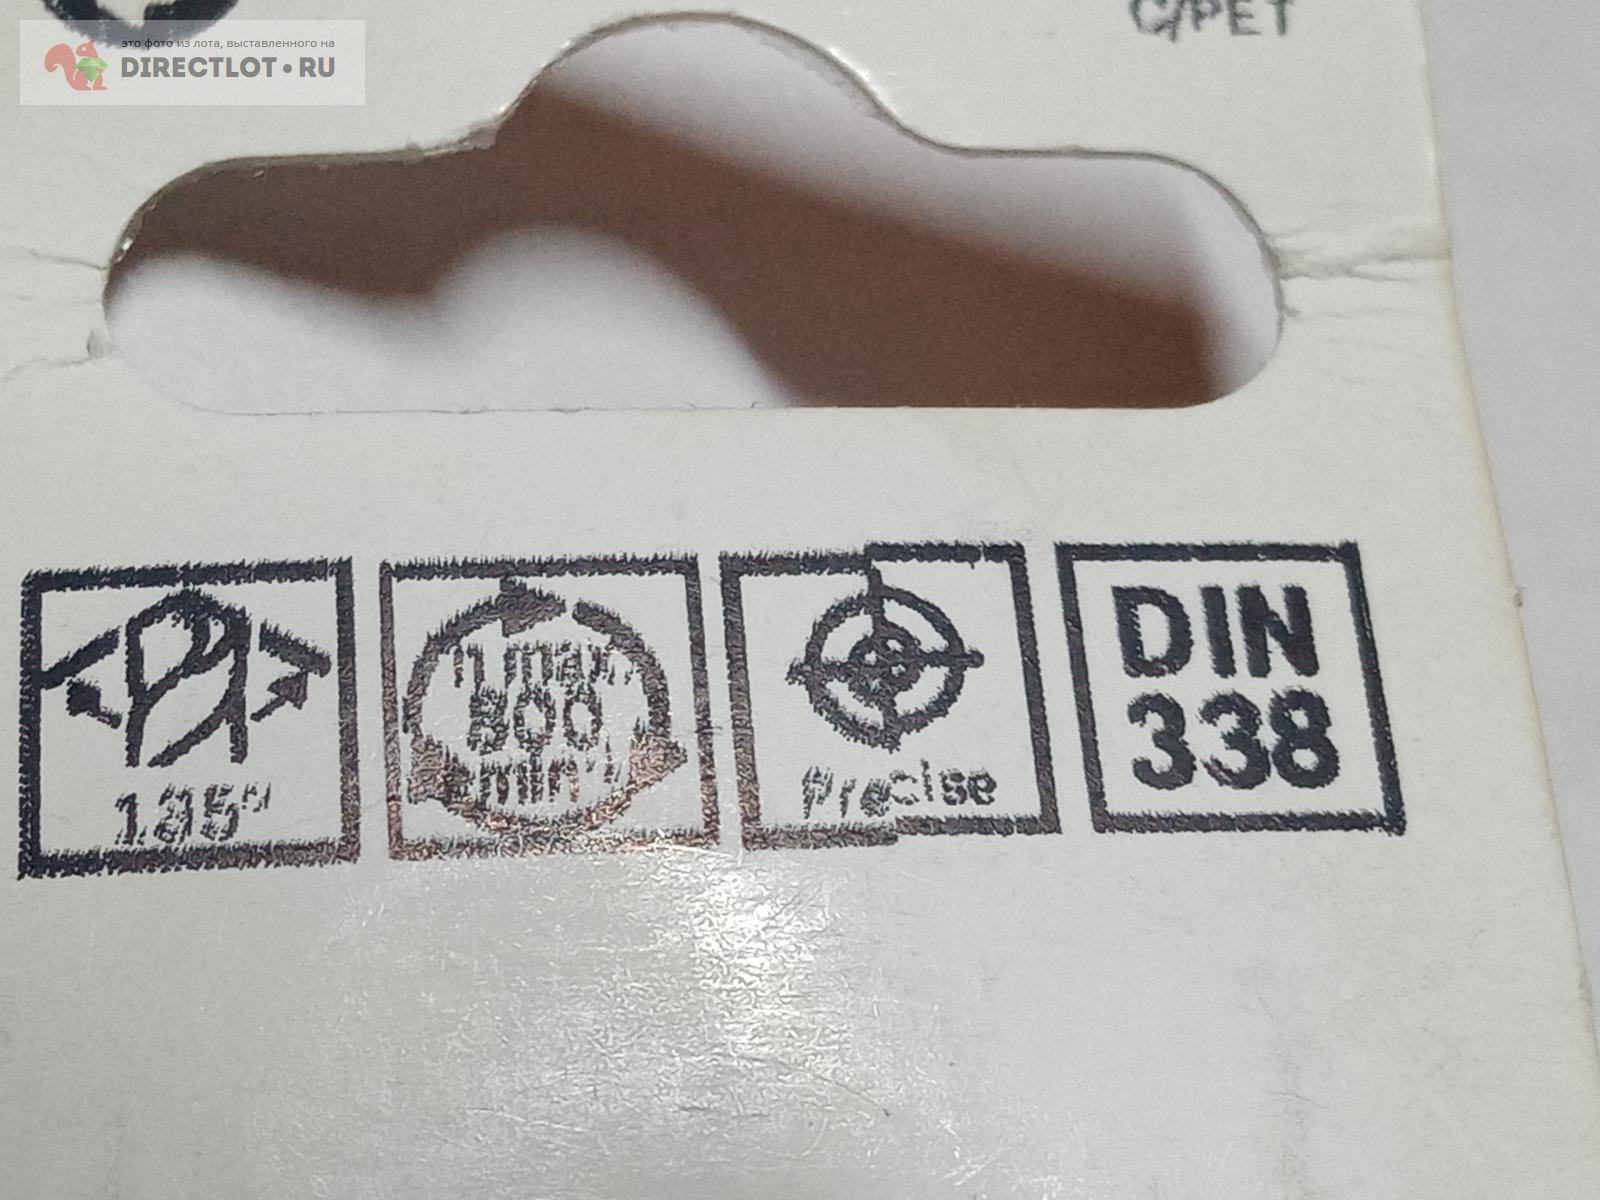 C/PET
это фото из лота, выставленного на
DIRECTLOT•RU
135°
n max
800
min⁻¹
Precise
DIN
338